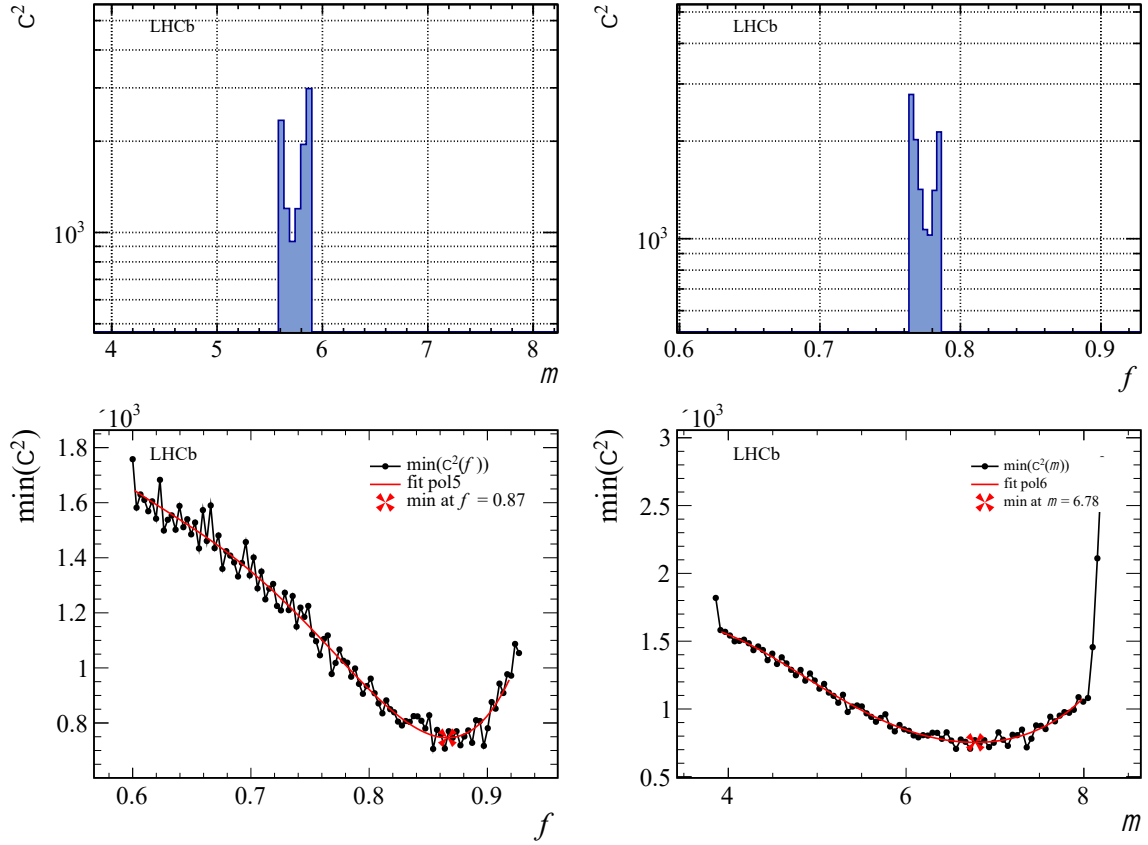 C²
LHCb
10³
4 5 6 7 8
m
C²
LHCb
10³
0.6 0.7 0.8 0.9
f
´10³
min(C²)
LHCb
1.8
1.6
1.4
1.2
1
0.8
min(C²(f))
fit pol5
min at f = 0.87
0.6 0.7 0.8 0.9
f
´10³
min(C²)
LHCb
3
2.5
2
1.5
1
0.5
min(C²(m))
fit pol6
min at m = 6.78
4 6 8
m